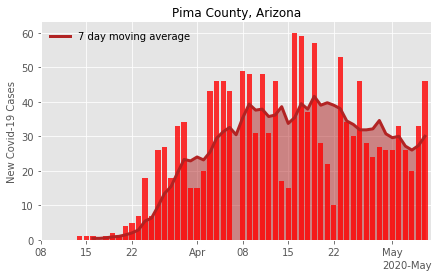 Pima County, Arizona
7 day moving average
New Covid-19 Cases
60
50
40
30
20
10
0
08 15 22 Apr 08 15 22 May
2020-May